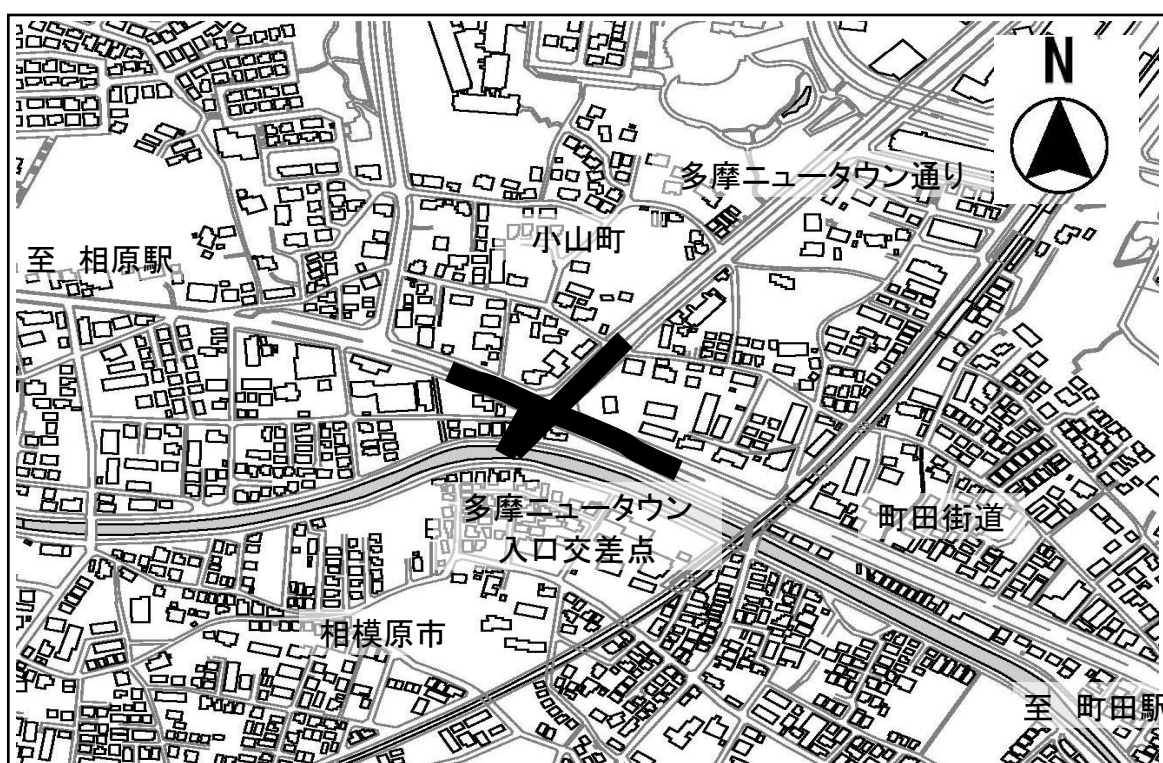 N
多摩ニュータウン通り
小山町
至 相原駅
多摩ニュータウン
入口交差点
町田街道
相模原市
至 町田駅